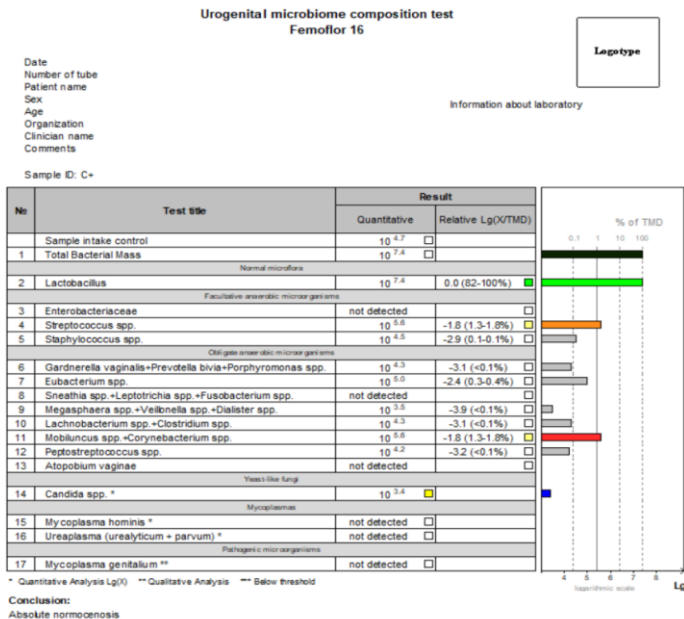 Urogenital microbiome composition test
Femoflor 16
Logotype
Date
Number of tube
Patient name
Sex
Age
Organization
Clinician name
Comments
Information about laboratory
Sample ID: C+
№ Test title Result
Quantitative Relative Lg(X/TMD)
% of TMD
0.1 1 10 100
Sample intake control 10 4.7
1 Total Bacterial Mass 10 7.4
Normal microflora
2 Lactobacillus 10 7.4 0.0 (82-100%)
Facultative anaerobic microorganisms
3 Enterobacteriaceae not detected
4 Streptococcus spp. 10 5.6 -1.8 (1.3-1.8%)
5 Staphylococcus spp. 10 4.5 -2.9 (0.1-0.1%)
Obligate anaerobic microorganisms
6 Gardnerella vaginalis+Prevotella bivia+Porphyromonas spp. 10 4.3 -3.1 (<0.1%)
7 Eubacterium spp. 10 5.0 -2.4 (0.3-0.4%)
8 Sneathia spp.+Leptotrichia spp.+Fusobacterium spp. not detected
9 Megasphaera spp.+Veillonella spp.+Dialister spp. 10 3.5 -3.9 (<0.1%)
10 Lachnobacterium spp.+Clostridium spp. 10 4.3 -3.1 (<0.1%)
11 Mobiluncus spp.+Corynebacterium spp. 10 5.6 -1.8 (1.3-1.8%)
12 Peptostreptococcus spp. 10 4.2 -3.2 (<0.1%)
13 Atopobium vaginae not detected
Yeast-like fungi
14 Candida spp. * 10 3.4
Mycoplasmas
15 Mycoplasma hominis * not detected
16 Ureaplasma (urealyticum + parvum) * not detected
Pathogenic microorganisms
17 Mycoplasma genitalium ** not detected
4 5 6 7 8 Lg
logarithmic scale
* Quantitative Analysis Lg(X) ** Qualitative Analysis *** Below threshold
Conclusion:
Absolute normocenosis